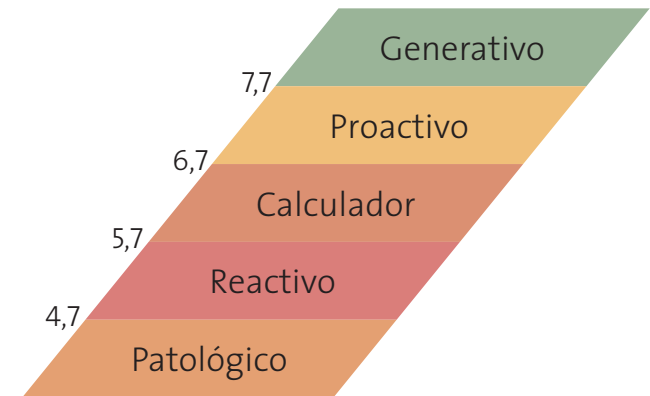 Generativo
7,7
Proactivo
6,7
Calculador
5,7
Reactivo
4,7
Patológico